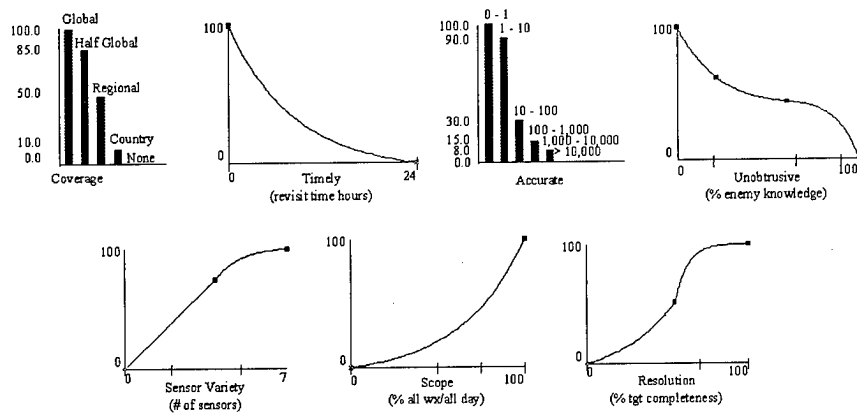 100.0
85.0
50.0
10.0
0.0
Global
Half Global
Regional
Country
None
Coverage
100
0
0
24
Timely
(revisit time hours)
100.0
90.0
30.0
15.0
8.0
0.0
0 - 1
1 - 10
10 - 100
100 - 1,000
1,000 - 10,000
> 10,000
Accurate
100
0
0
100
Unobtrusive
(% enemy knowledge)
100
0
0
7
Sensor Variety
(# of sensors)
100
0
0
100
Scope
(% all wx/all day)
100
0
0
100
Resolution
(% tgt completeness)